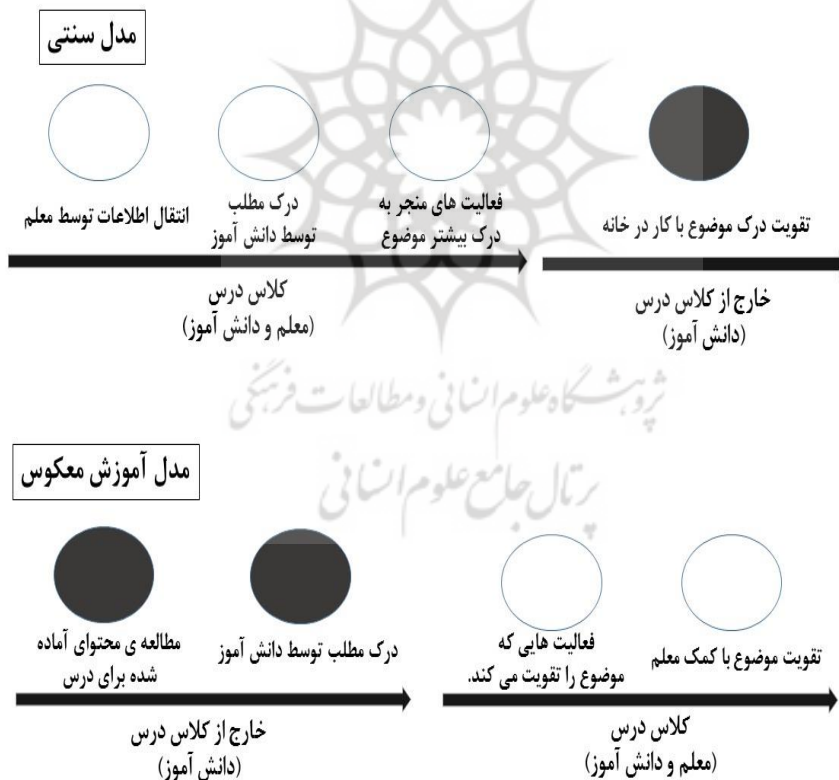 مدل سنتی
انتقال اطلاعات توسط معلم
درک مطلب
توسط دانش آموز
فعالیت های منجر به
درک بیشتر موضوع
تقویت درک موضوع با کار در خانه
کلاس درس
(معلم و دانش آموز)
خارج از کلاس درس
(دانش آموز)
پژوهشگاه علوم انسانی و مطالعات فرهنگی
پرتال جامع علوم انسانی
مدل آموزش معکوس
مطالعه ی محتوای آماده
شده برای درس
درک مطلب توسط دانش آموز
فعالیت هایی که
موضوع را تقویت می کند.
تقویت موضوع با کمک معلم
خارج از کلاس درس
(دانش آموز)
کلاس درس
(معلم و دانش آموز)